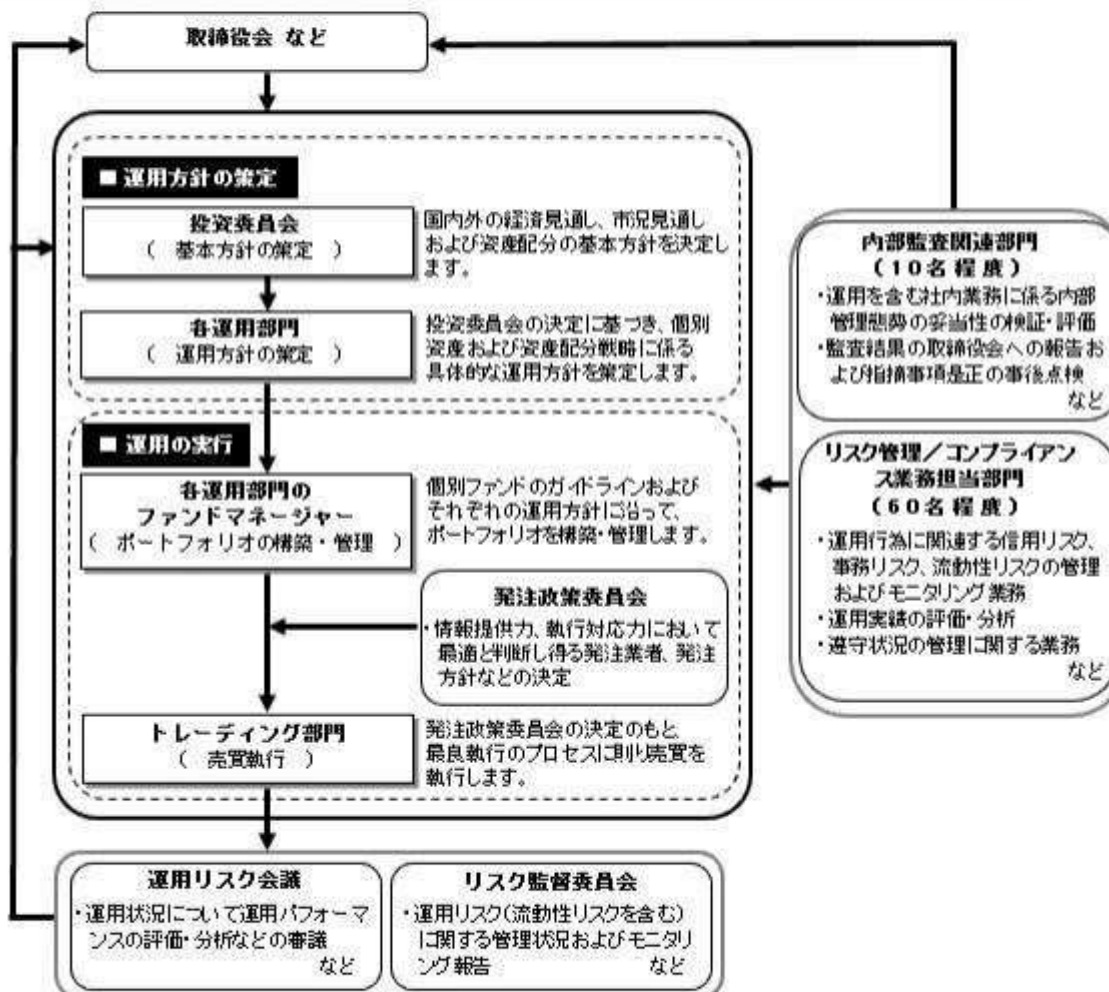 取締役会 など
■ 運用方針の策定
投資委員会
( 基本方針の策定 )
国内外の経済見通し、市況見通し
および資産配分の基本方針を決定し
ます。
各運用部門
( 運用方針の策定 )
投資委員会の決定に基づき、個別
資産および資産配分戦略に係る
具体的な運用方針を策定します。
■ 運用の実行
各運用部門の
ファンドマネージャー
( ポートフォリオの構築・管理 )
個別ファンドのガイドラインおよび
それぞれの運用方針に沿って、
ポートフォリオを構築・管理します。
発注政策委員会
・情報提供力、執行対応力において
最適と判断し得る発注業者、発注
方針などの決定
トレーディング部門
( 売買執行 )
発注政策委員会の決定のもと
最良執行のプロセスに則り売買を
執行します。
内部監査関連部門
(10名程度)
・運用を含む社内業務に係る内部
管理態勢の妥当性の検証・評価
・監査結果の取締役会への報告お
よび指摘事項是正の事後点検
など
リスク管理/コンプライアン
ス業務担当部門
(60名程度)
・運用行為に関連する信用リスク、
事務リスク、流動性リスクの管理
およびモニタリング業務
・運用実績の評価・分析
・遵守状況の管理に関する業務
など
運用リスク会議
・運用状況について運用パフォーマ
ンスの評価・分析などの審議
など
リスク監督委員会
・運用リスク(流動性リスクを含む)
に関する管理状況およびモニタリ
ング報告 など